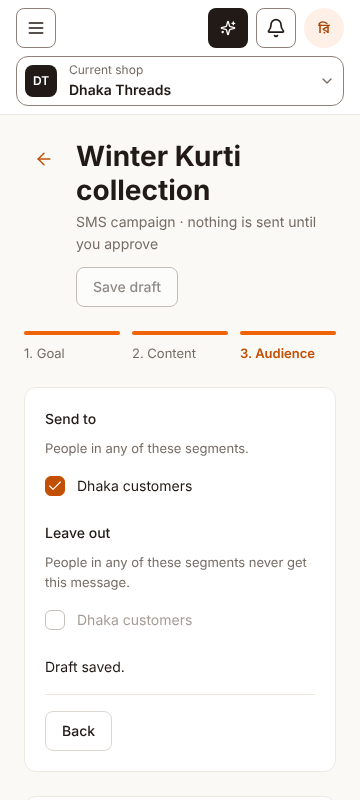 রি
DT
Current shop
Dhaka Threads
Winter Kurti
collection
SMS campaign · nothing is sent until
you approve
Save draft
1. Goal
2. Content
3. Audience
Send to
People in any of these segments.
Dhaka customers
Leave out
People in any of these segments never get
this message.
Dhaka customers
Draft saved.
Back